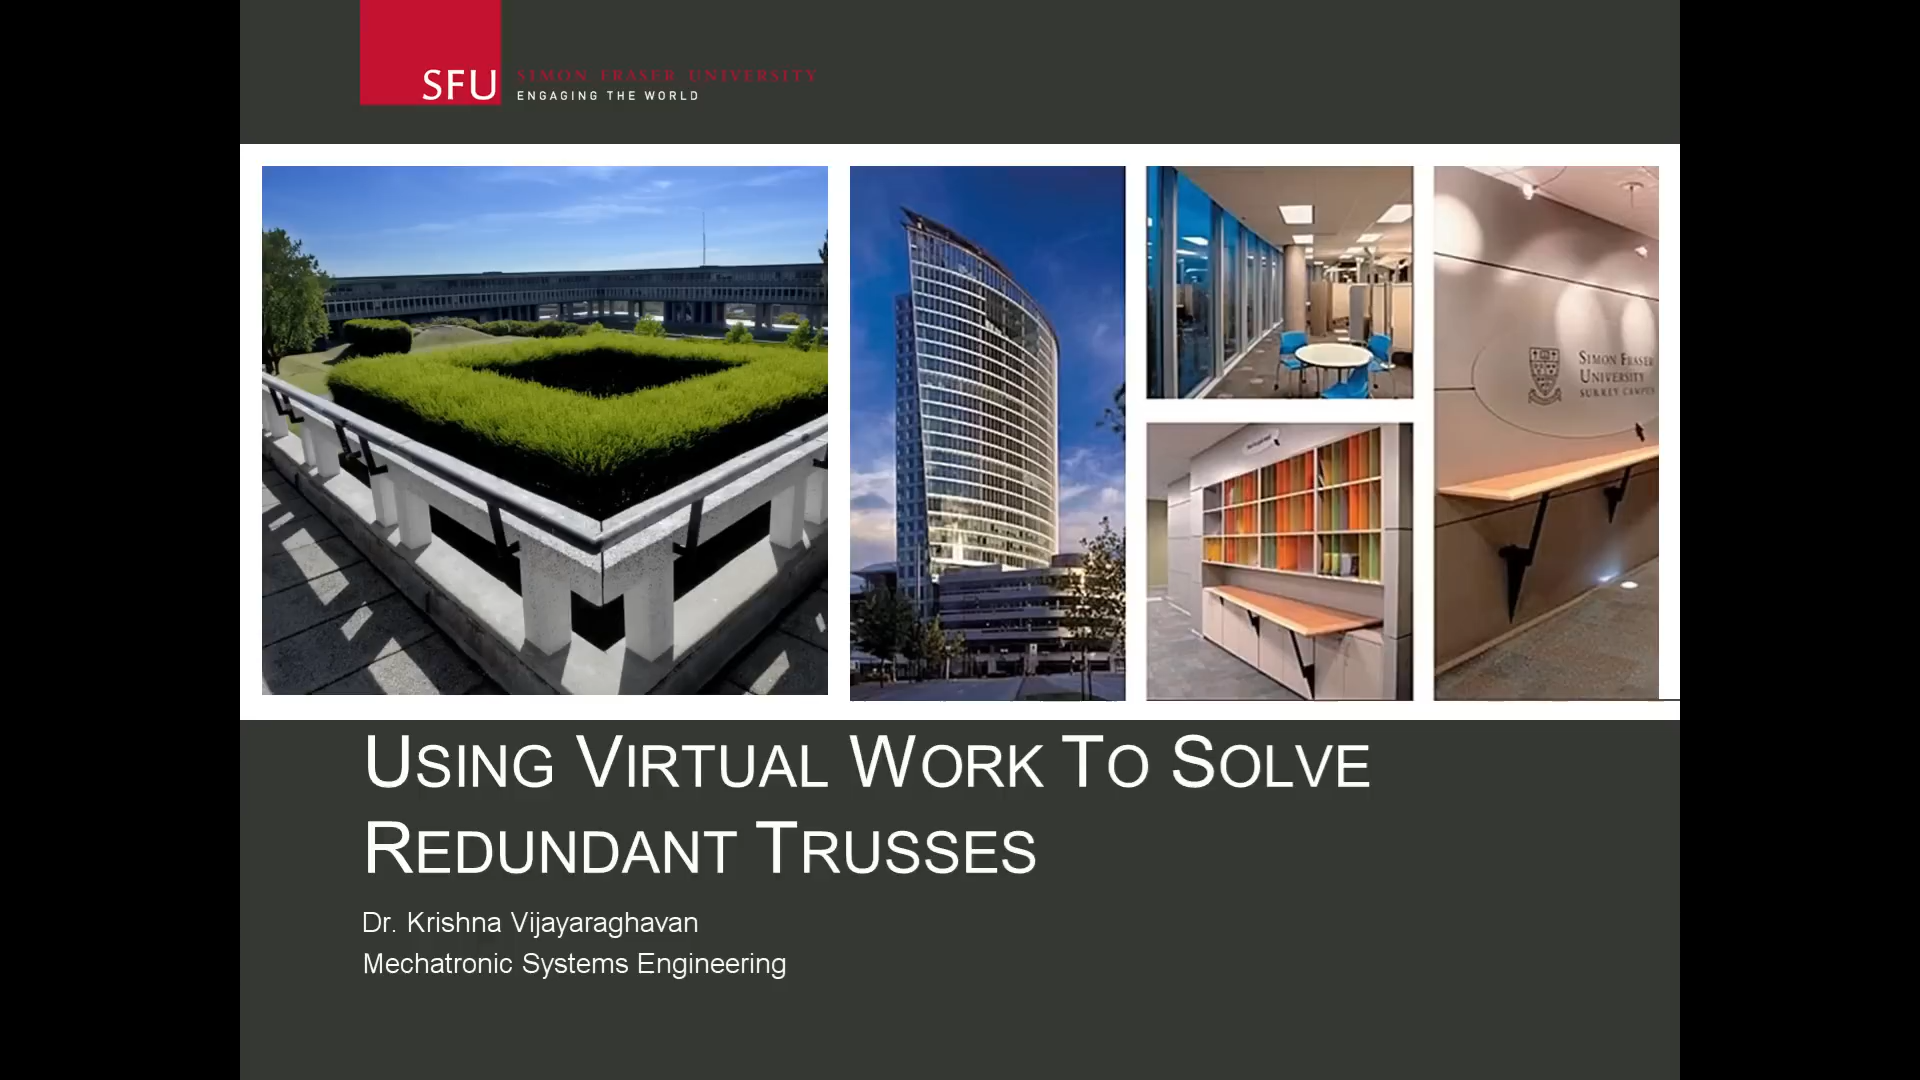 SFU SIMON FRASER UNIVERSITY
ENGAGING THE WORLD
SIMON FRASER
UNIVERSITY
SURREY CAMPUS
USING VIRTUAL WORK TO SOLVE
REDUNDANT TRUSSES
Dr. Krishna Vijayaraghavan
Mechatronic Systems Engineering